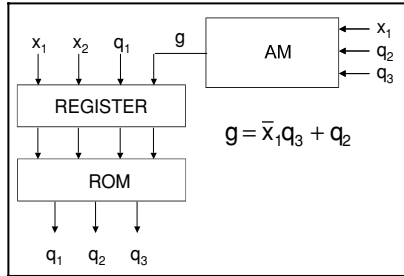 x₁ x₂ q₁ g
AM
x₁
q₂
q₃
REGISTER
g = x̄₁q₃ + q₂
ROM
q₁ q₂ q₃